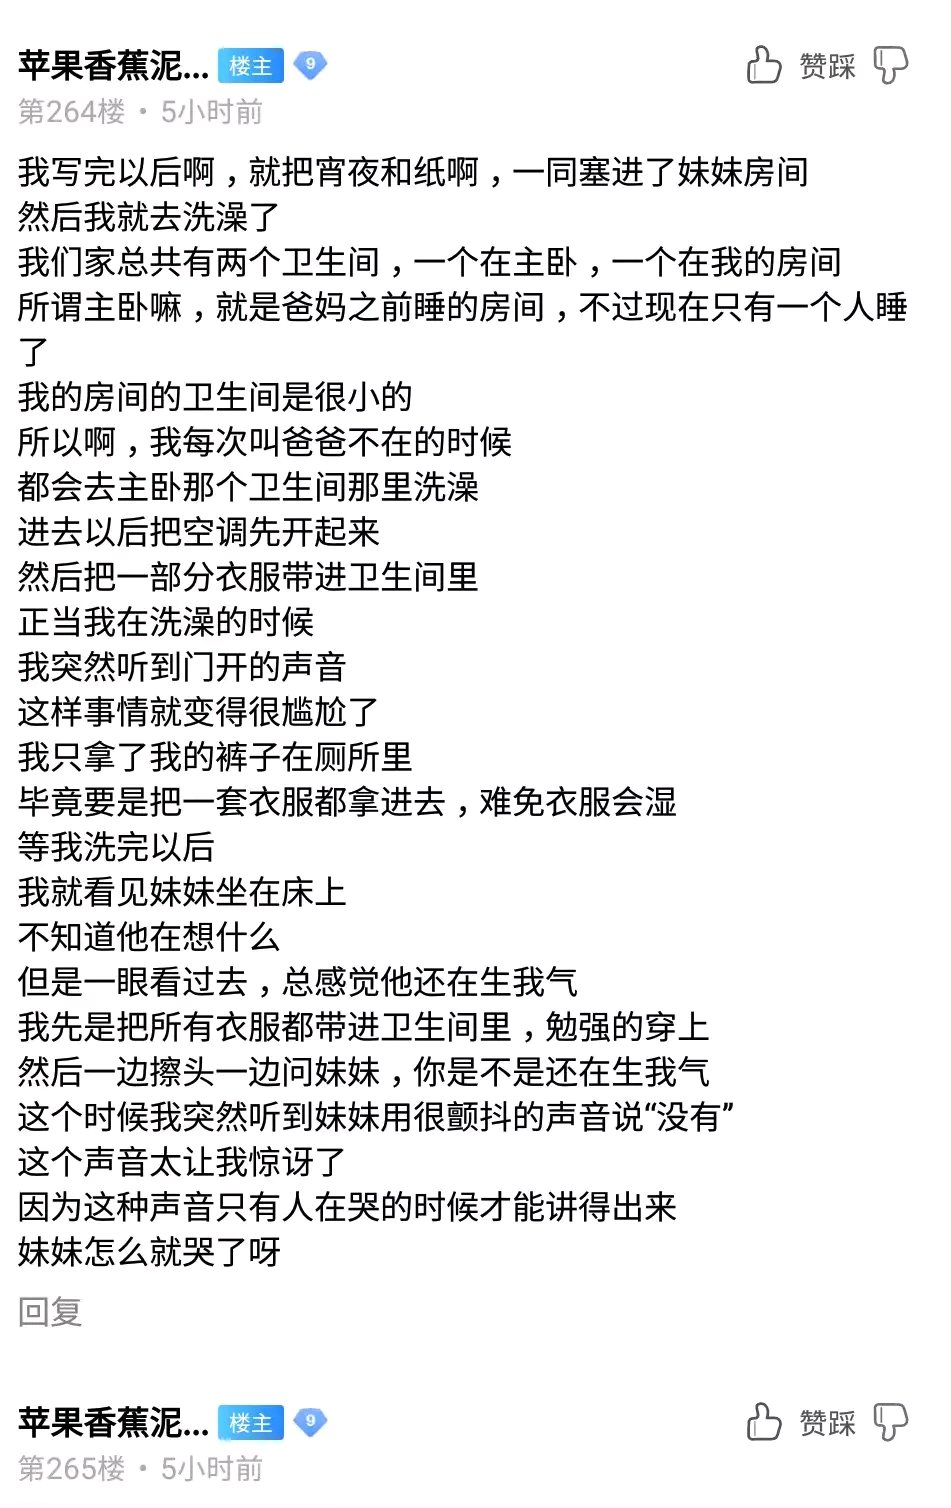 苹果香蕉泥... 楼主 9 赞踩
第264楼 · 5小时前
我写完以后啊，就把宵夜和纸啊，一同塞进了妹妹房间
然后我就去洗澡了
我们家总共有两个卫生间，一个在主卧，一个在我的房间
所谓主卧嘛，就是爸妈之前睡的房间，不过现在只有一个人睡
了
我的房间的卫生间是很小的
所以啊，我每次叫爸爸不在的时候
都会去主卧那个卫生间那里洗澡
进去以后把空调先开起来
然后把一部分衣服带进卫生间里
正当我在洗澡的时候
我突然听到门开的声音
这样事情就变得很尴尬了
我只拿了我的裤子在厕所里
毕竟要是把一套衣服都拿进去，难免衣服会湿
等我洗完以后
我就看见妹妹坐在床上
不知道他在想什么
但是一眼看过去，总感觉他还在生我气
我先是把所有衣服都带进卫生间里，勉强的穿上
然后一边擦头一边问妹妹，你是不是还在生我气
这个时候我突然听到妹妹用很颤抖的声音说“没有”
这个声音太让我惊讶了
因为这种声音只有人在哭的时候才能讲得出来
妹妹怎么就哭了呀
回复
苹果香蕉泥... 楼主 9 赞踩
第265楼 · 5小时前